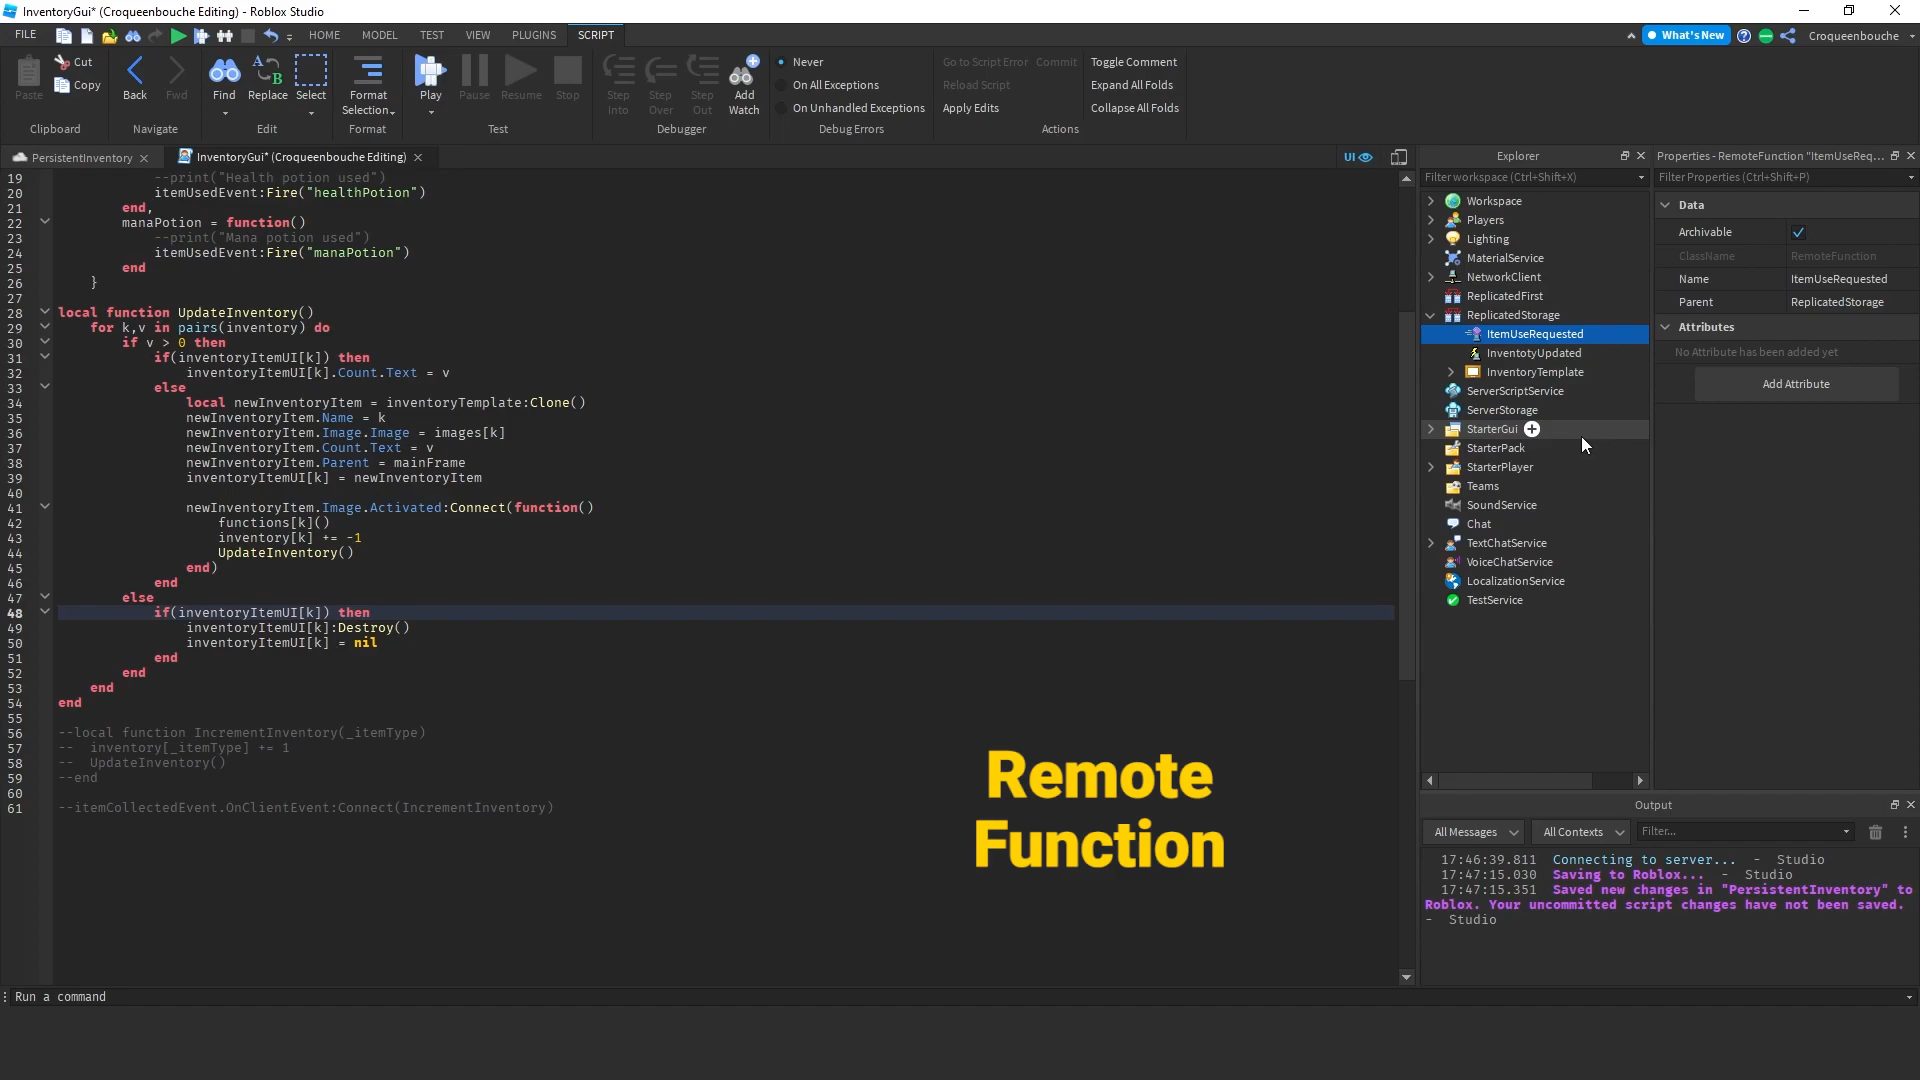 InventoryGui* (Croqueenbouche Editing) - Roblox Studio
FILE HOME MODEL TEST VIEW PLUGINS SCRIPT What's New Croqueenbouche
Paste Cut Copy
Clipboard
Back Fwd
Navigate
Find Replace Select
Edit
Format Selection
Format
Play Pause Resume Stop
Test
Step Into Step Over Step Out Add Watch
Debugger
Never
On All Exceptions
On Unhandled Exceptions
Debug Errors
Go to Script Error Commit Toggle Comment
Reload Script Expand All Folds
Apply Edits Collapse All Folds
Actions
PersistentInventory InventoryGui* (Croqueenbouche Editing) UI
19 --print("Health potion used")
20 itemUsedEvent:Fire("healthPotion")
21 end,
22 manaPotion = function()
23 --print("Mana potion used")
24 itemUsedEvent:Fire("manaPotion")
25 end
26 }
27
28 local function UpdateInventory()
29 for k,v in pairs(inventory) do
30 if v > 0 then
31 if(inventoryItemUI[k]) then
32 inventoryItemUI[k].Count.Text = v
33 else
34 local newInventoryItem = inventoryTemplate:Clone()
35 newInventoryItem.Name = k
36 newInventoryItem.Image.Image = images[k]
37 newInventoryItem.Count.Text = v
38 newInventoryItem.Parent = mainFrame
39 inventoryItemUI[k] = newInventoryItem
40
41 newInventoryItem.Image.Activated:Connect(function()
42 functions[k]()
43 inventory[k] += -1
44 UpdateInventory()
45 end)
46 end
47 else
48 if(inventoryItemUI[k]) then
49 inventoryItemUI[k]:Destroy()
50 inventoryItemUI[k] = nil
51 end
52 end
53 end
54 end
55
56 --local function IncrementInventory(_itemType)
57 -- inventory[_itemType] += 1
58 -- UpdateInventory()
59 --end
60
61 --itemCollectedEvent.OnClientEvent:Connect(IncrementInventory)
Remote
Function
Explorer
Filter workspace (Ctrl+Shift+X)
Workspace
Players
Lighting
MaterialService
NetworkClient
ReplicatedFirst
ReplicatedStorage
ItemUseRequested
InventotyUpdated
InventoryTemplate
ServerScriptService
ServerStorage
StarterGui
StarterPack
StarterPlayer
Teams
SoundService
Chat
TextChatService
VoiceChatService
LocalizationService
TestService
Properties - RemoteFunction "ItemUseReq...
Filter Properties (Ctrl+Shift+P)
Data
Archivable
ClassName RemoteFunction
Name ItemUseRequested
Parent ReplicatedStorage
Attributes
No Attribute has been added yet
Add Attribute
Output
All Messages All Contexts Filter...
17:46:39.811 Connecting to server... - Studio
17:47:15.030 Saving to Roblox... - Studio
17:47:15.351 Saved new changes in "PersistentInventory" to
Roblox. Your uncommitted script changes have not been saved.
- Studio
Run a command